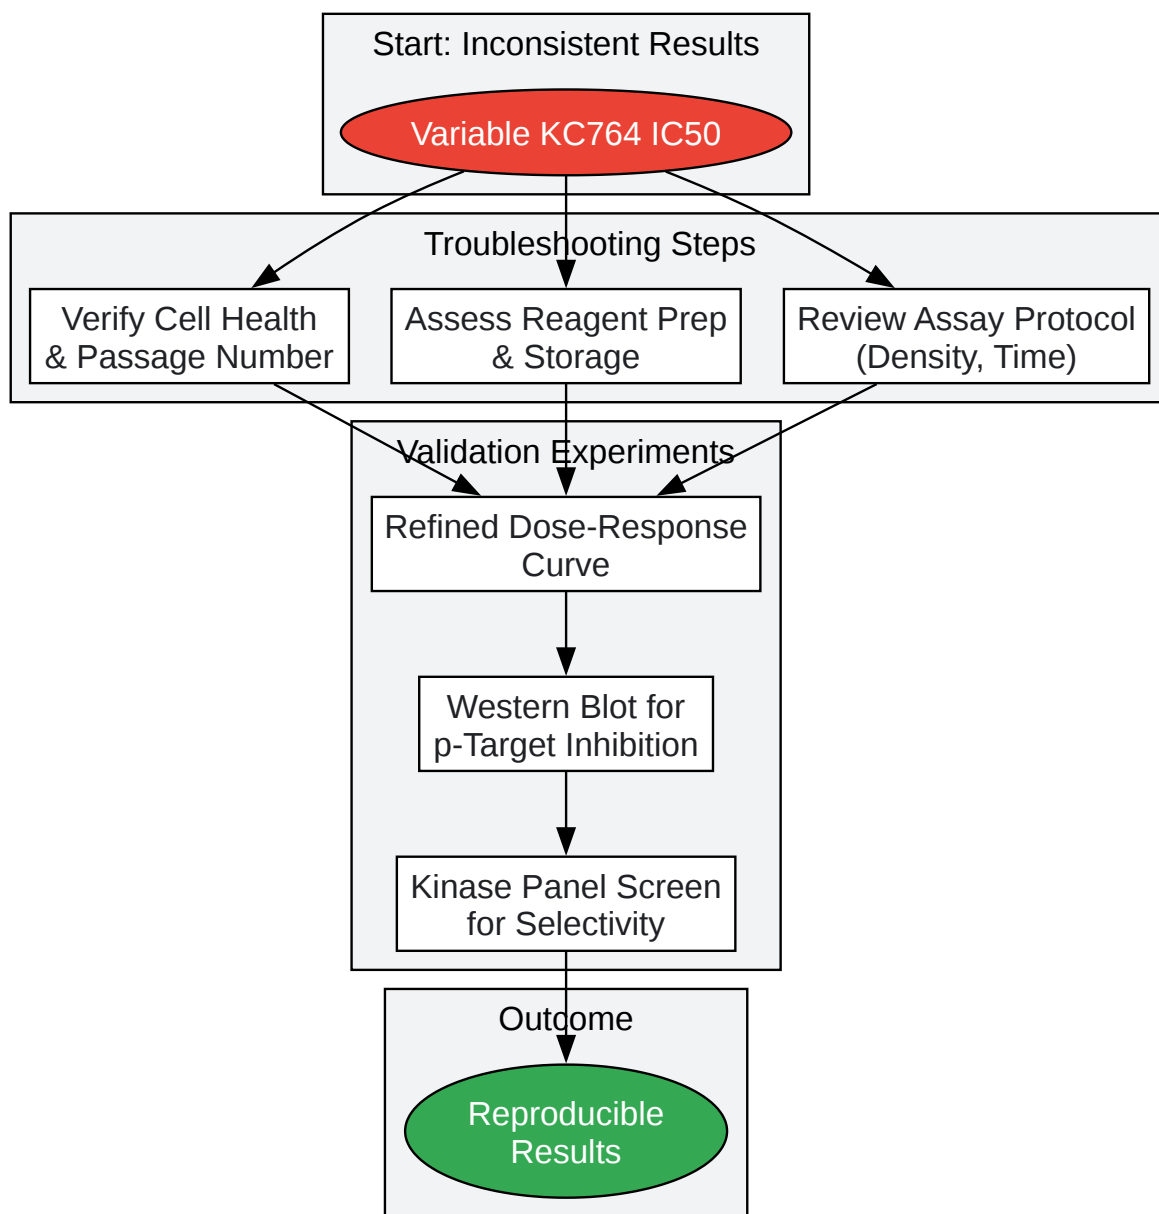 Start: Inconsistent Results
Variable KC764 IC50
Troubleshooting Steps
Verify Cell Health
& Passage Number
Assess Reagent Prep
& Storage
Review Assay Protocol
(Density, Time)
Validation Experiments
Refined Dose-Response
Curve
Western Blot for
p-Target Inhibition
Kinase Panel Screen
for Selectivity
Outcome
Reproducible
Results